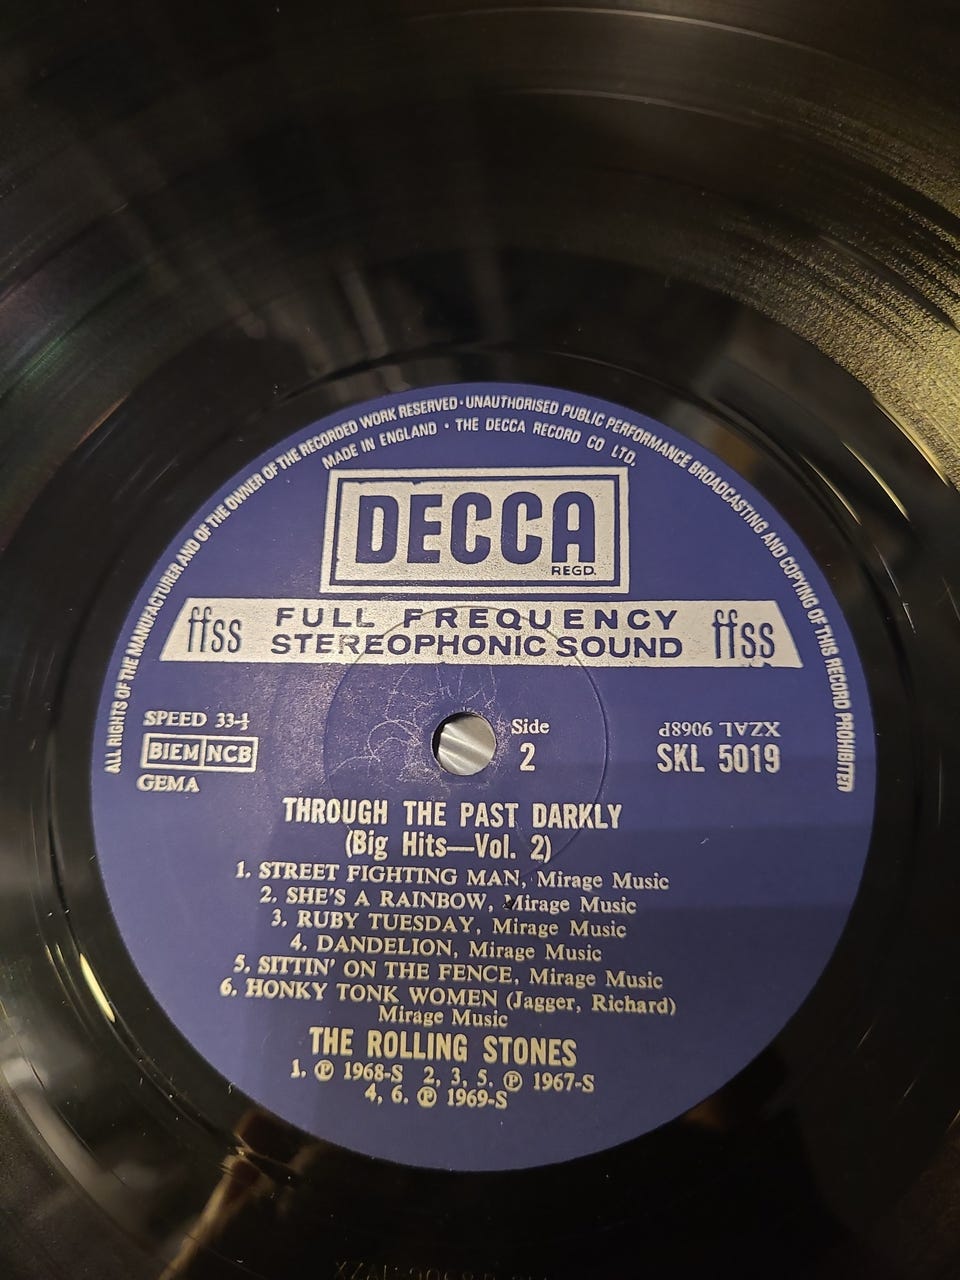 ALL RIGHTS OF THE MANUFACTURER AND OF THE OWNER OF THE RECORDED WORK RESERVED · UNAUTHORISED PUBLIC PERFORMANCE BROADCASTING AND COPYING OF THIS RECORD PROHIBITED
MADE IN ENGLAND · THE DECCA RECORD CO LTD.
DECCA
REGD.
ffss FULL FREQUENCY STEREOPHONIC SOUND ffss
SPEED 33-⅓
BIEM NCB
GEMA
Side
2
XZAL 9068P
SKL 5019
THROUGH THE PAST DARKLY
(Big Hits—Vol. 2)
1. STREET FIGHTING MAN, Mirage Music
2. SHE'S A RAINBOW, Mirage Music
3. RUBY TUESDAY, Mirage Music
4. DANDELION, Mirage Music
5. SITTIN' ON THE FENCE, Mirage Music
6. HONKY TONK WOMEN (Jagger, Richard)
Mirage Music
THE ROLLING STONES
1. ℗ 1968-S 2, 3, 5. ℗ 1967-S
4, 6. ℗ 1969-S